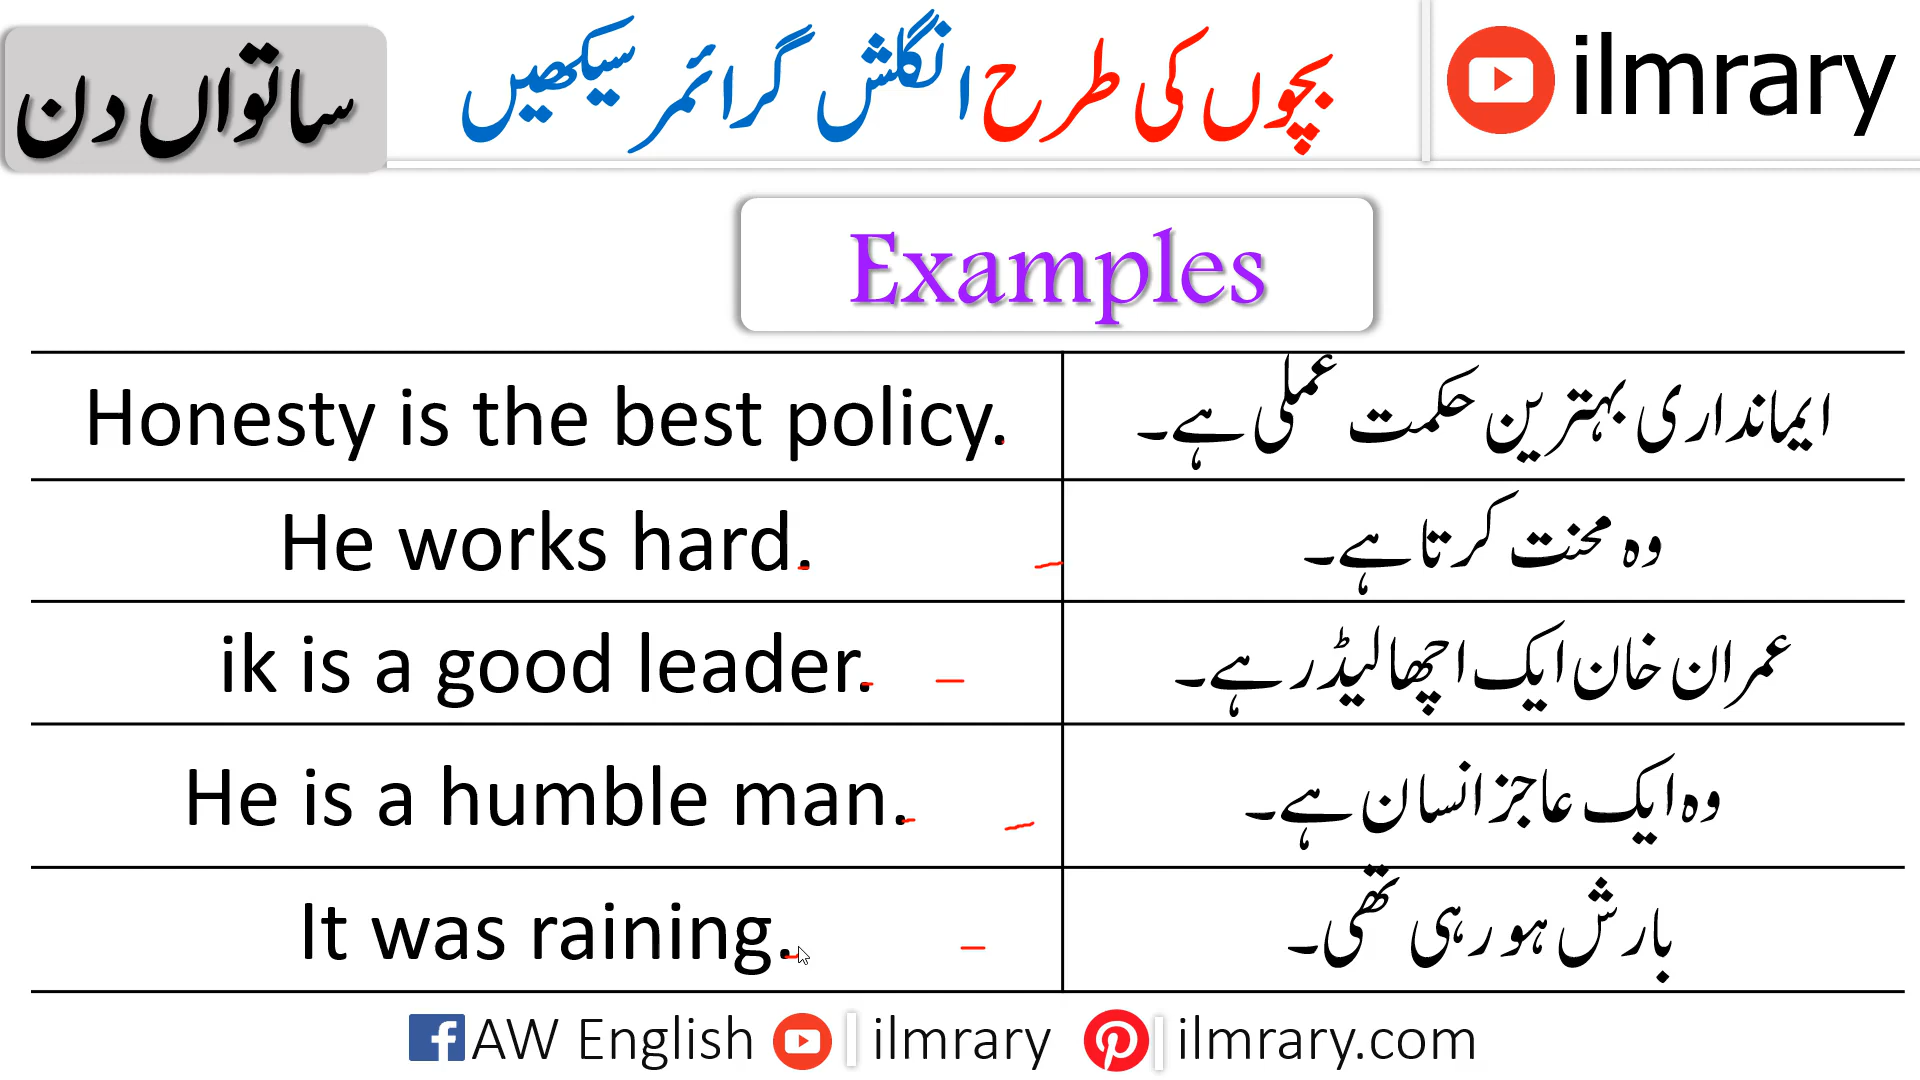 ساتواں دن
بچوں کی طرح انگلش گرائمر سیکھیں
ilmrary
Examples
Honesty is the best policy.
ایمانداری بہترین حکمت عملی ہے۔
He works hard.
وہ محنت کرتا ہے۔
ik is a good leader.
عمران خان ایک اچھا لیڈر ہے۔
He is a humble man.
وہ ایک عاجز انسان ہے۔
It was raining.
بارش ہو رہی تھی۔
AW English | ilmrary | ilmrary.com